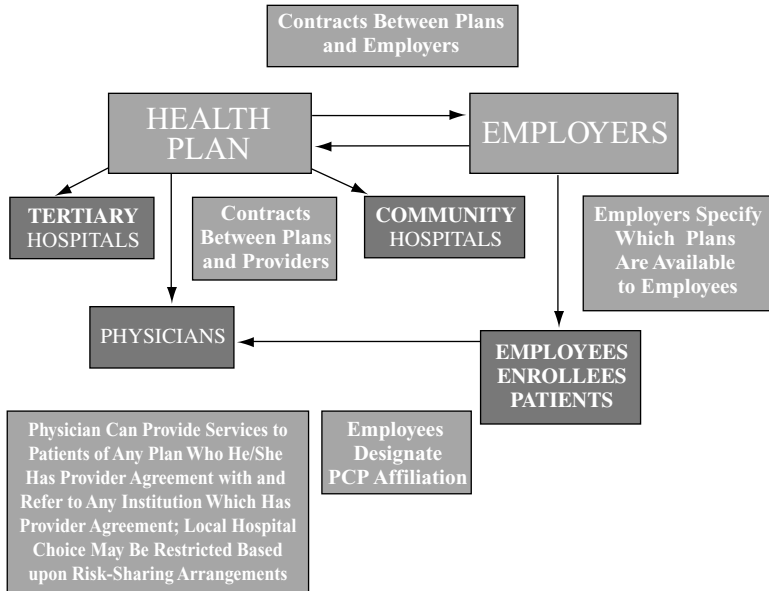 Contracts Between Plans
and Employers
HEALTH
PLAN
EMPLOYERS
TERTIARY
HOSPITALS
Contracts
Between Plans
and Providers
COMMUNITY
HOSPITALS
Employers Specify
Which Plans
Are Available
to Employees
PHYSICIANS
EMPLOYEES
ENROLLEES
PATIENTS
Physician Can Provide Services to
Patients of Any Plan Who He/She
Has Provider Agreement with and
Refer to Any Institution Which Has
Provider Agreement; Local Hospital
Choice May Be Restricted Based
upon Risk-Sharing Arrangements
Employees
Designate
PCP Affiliation